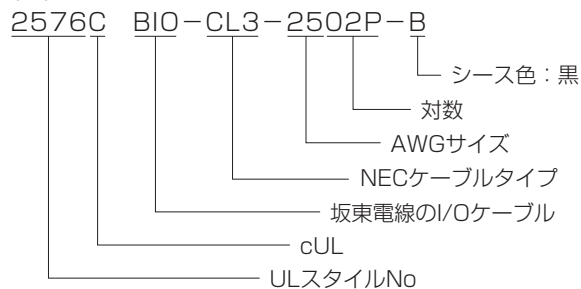 2576C BIO-CL3-2502P-B
シース色：黒
対数
AWGサイズ
NECケーブルタイプ
坂東電線のI/Oケーブル
cUL
ULスタイルNo